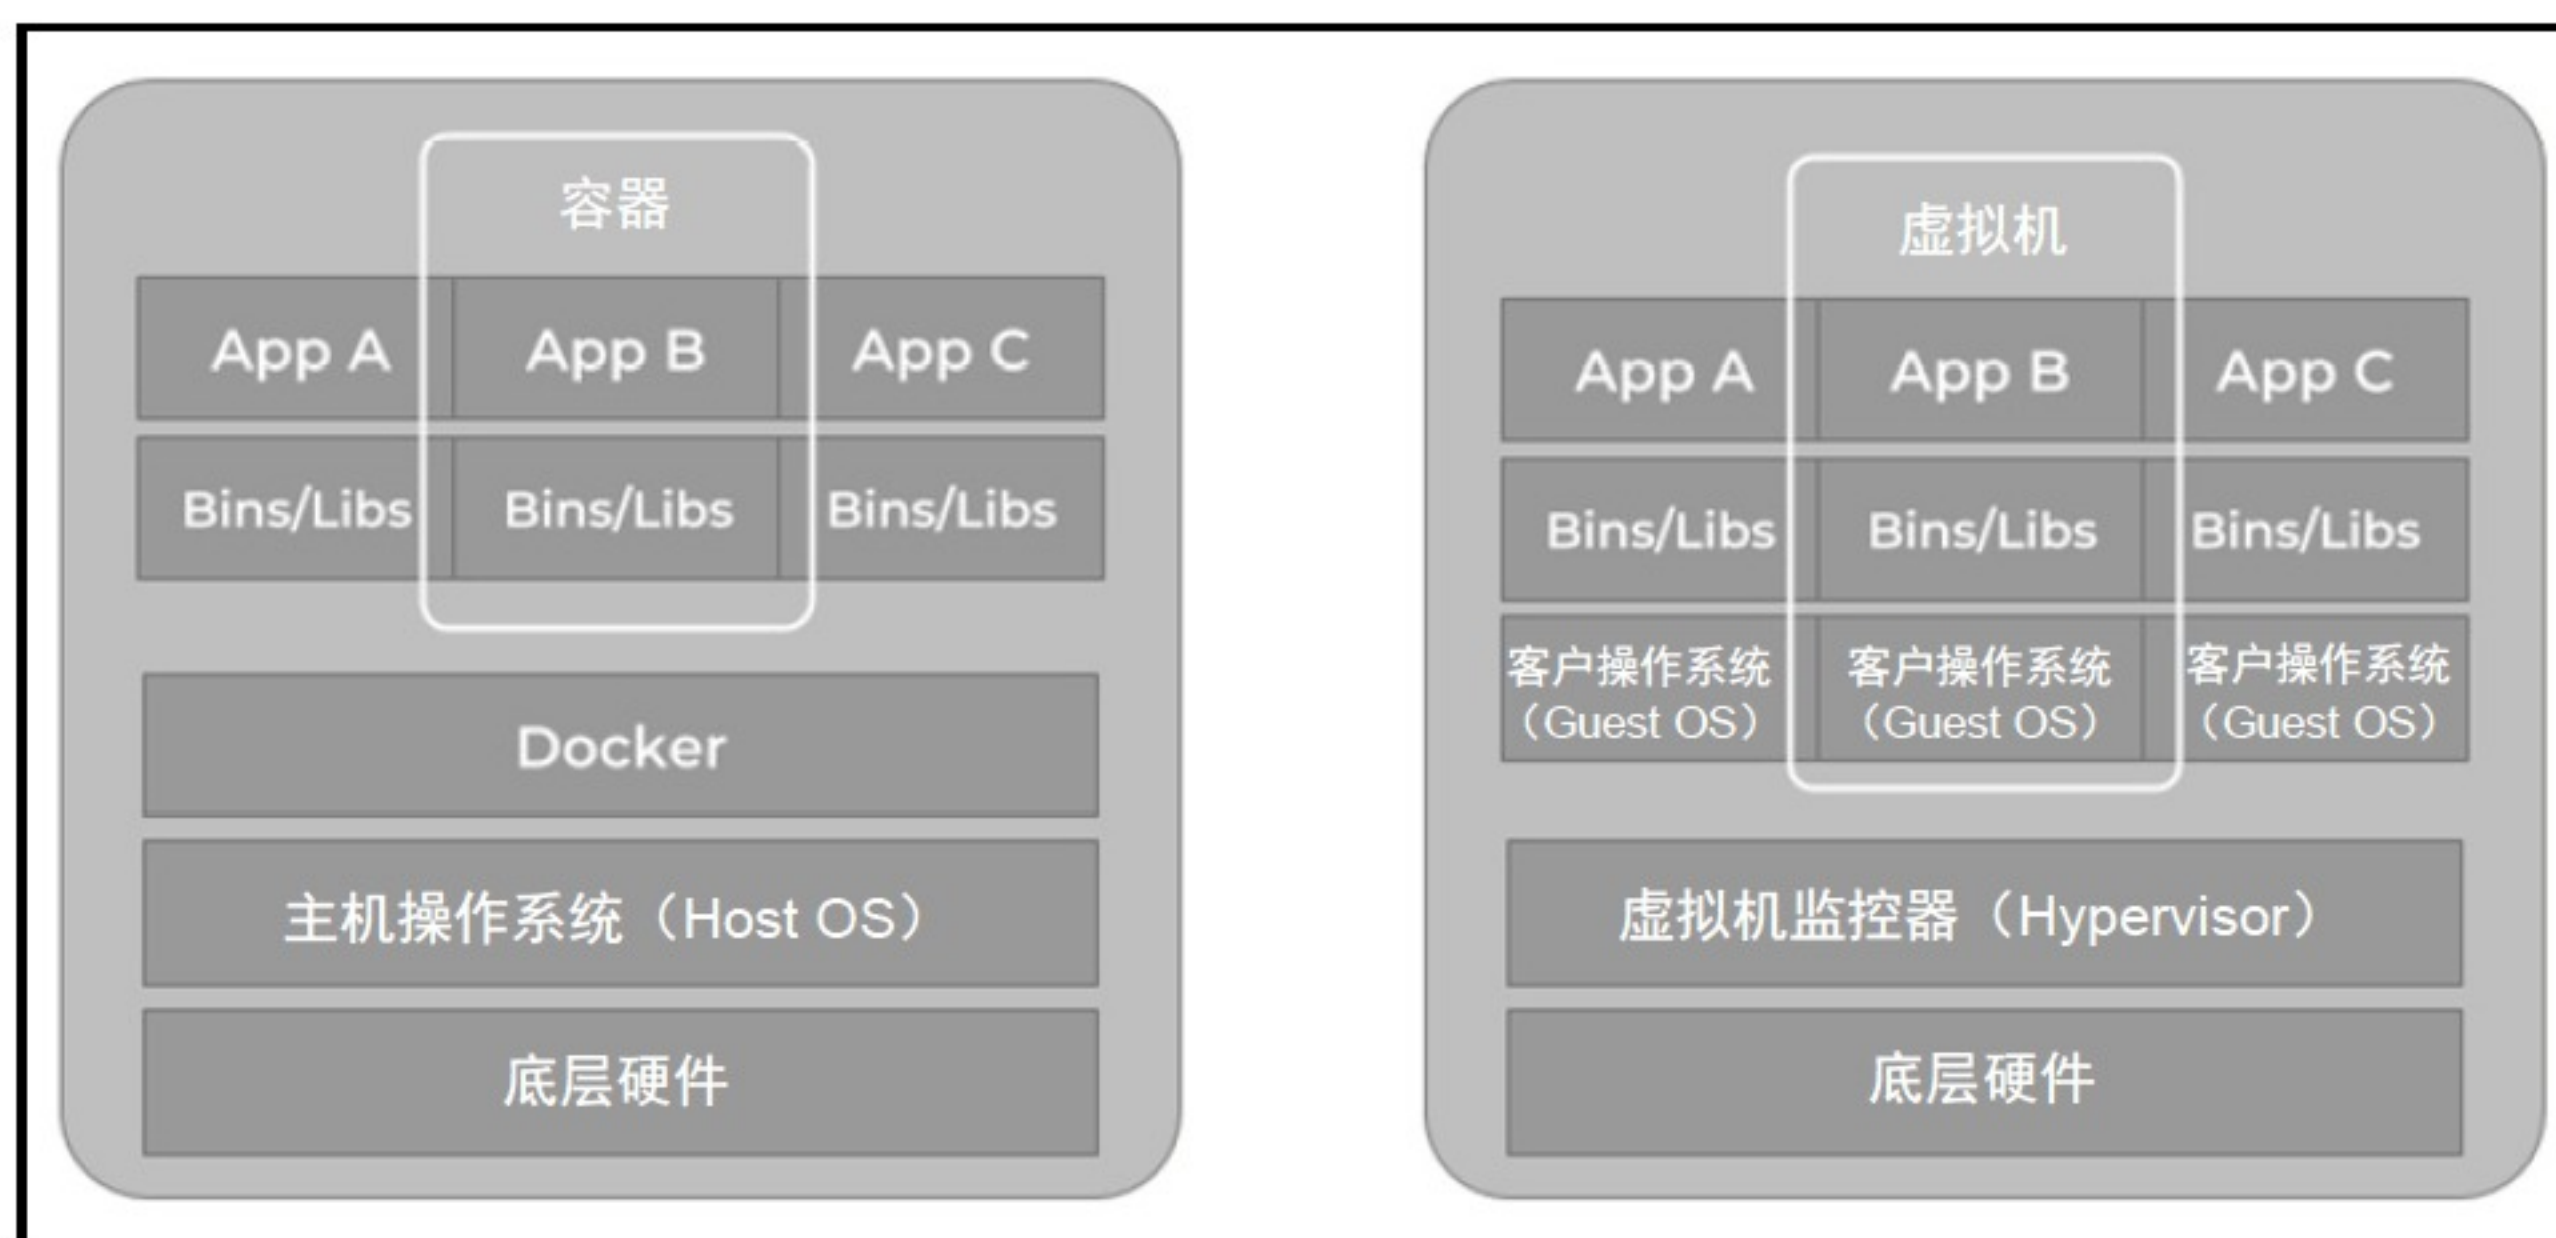 容器
App A
App B
App C
Bins/Libs
Bins/Libs
Bins/Libs
Docker
主机操作系统（Host OS）
底层硬件
虚拟机
App A
App B
App C
Bins/Libs
Bins/Libs
Bins/Libs
客户操作系统
（Guest OS）
客户操作系统
（Guest OS）
客户操作系统
（Guest OS）
虚拟机监控器（Hypervisor）
底层硬件